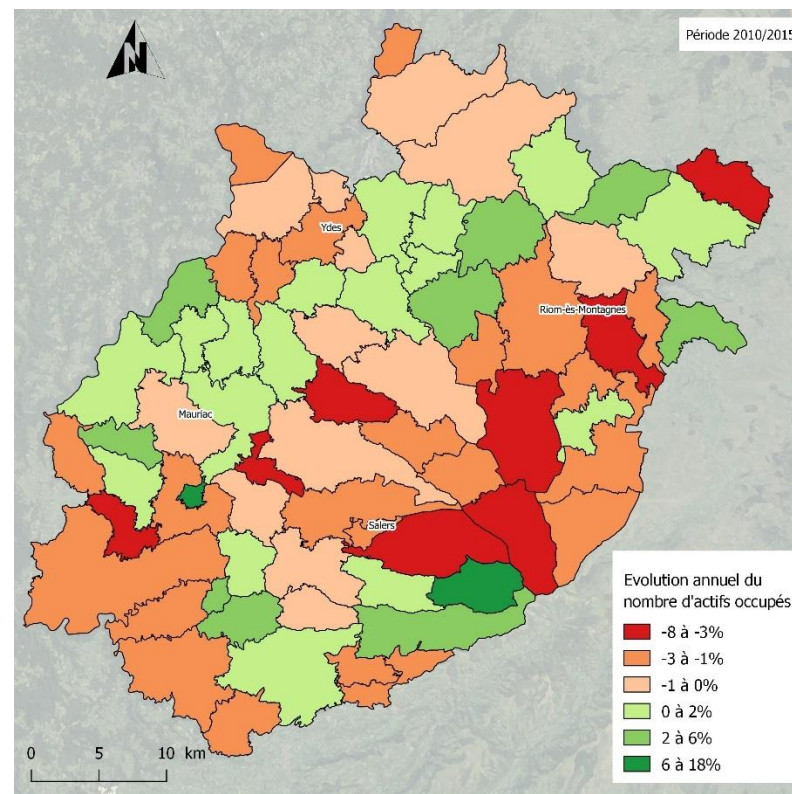 N
Période 2010/2015
Ydes
Riom-ès-Montagnes
Mauriac
Salers
Evolution annuel du
nombre d'actifs occupés
-8 à -3%
-3 à -1%
-1 à 0%
0 à 2%
2 à 6%
6 à 18%
0 5 10 km